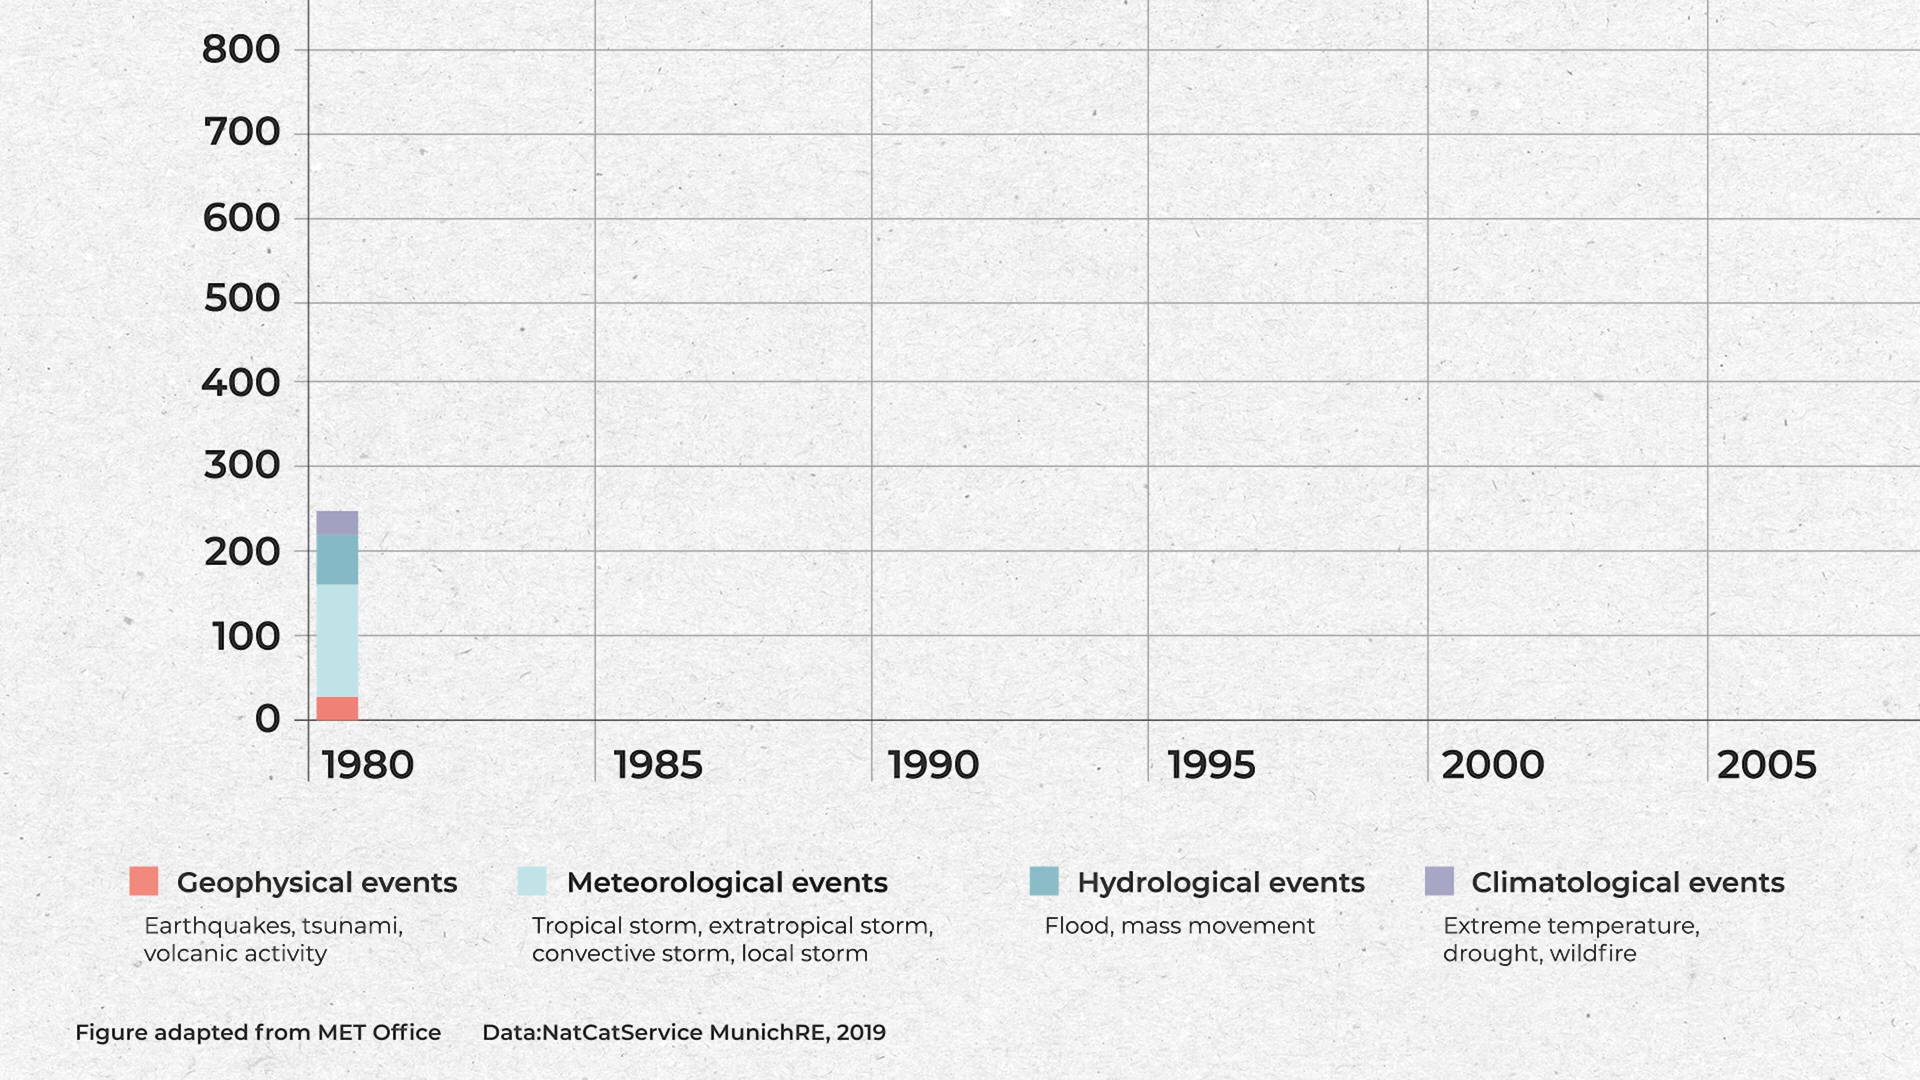 800
700
600
500
400
300
200
100
0
1980 1985 1990 1995 2000 2005
Geophysical events
Earthquakes, tsunami,
volcanic activity
Meteorological events
Tropical storm, extratropical storm,
convective storm, local storm
Hydrological events
Flood, mass movement
Climatological events
Extreme temperature,
drought, wildfire
Figure adapted from MET Office Data:NatCatService MunichRE, 2019